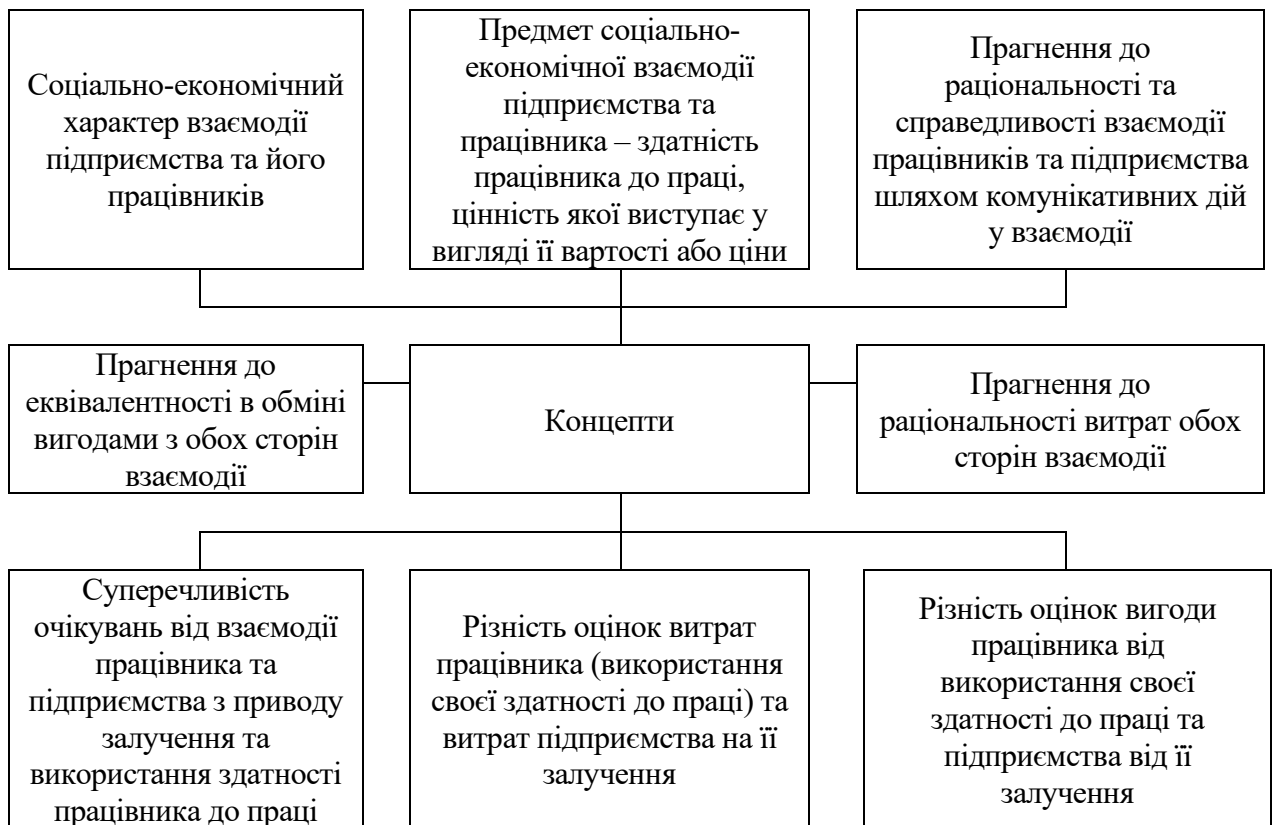 Соціально-економічний
характер взаємодії
підприємства та його
працівників
Предмет соціально-
економічної взаємодії
підприємства та
працівника – здатність
працівника до праці,
цінність якої виступає у
вигляді її вартості або ціни
Прагнення до
раціональності та
справедливості взаємодії
працівників та підприємства
шляхом комунікативних дій
у взаємодії
Прагнення до
еквівалентності в обміні
вигодами з обох сторін
взаємодії
Концепти
Прагнення до
раціональності витрат обох
сторін взаємодії
Суперечливість
очікувань від взаємодії
працівника та
підприємства з приводу
залучення та
використання здатності
працівника до праці
Різність оцінок витрат
працівника (використання
своєї здатності до праці) та
витрат підприємства на її
залучення
Різність оцінок вигоди
працівника від
використання своєї
здатності до праці та
підприємства від її
залучення